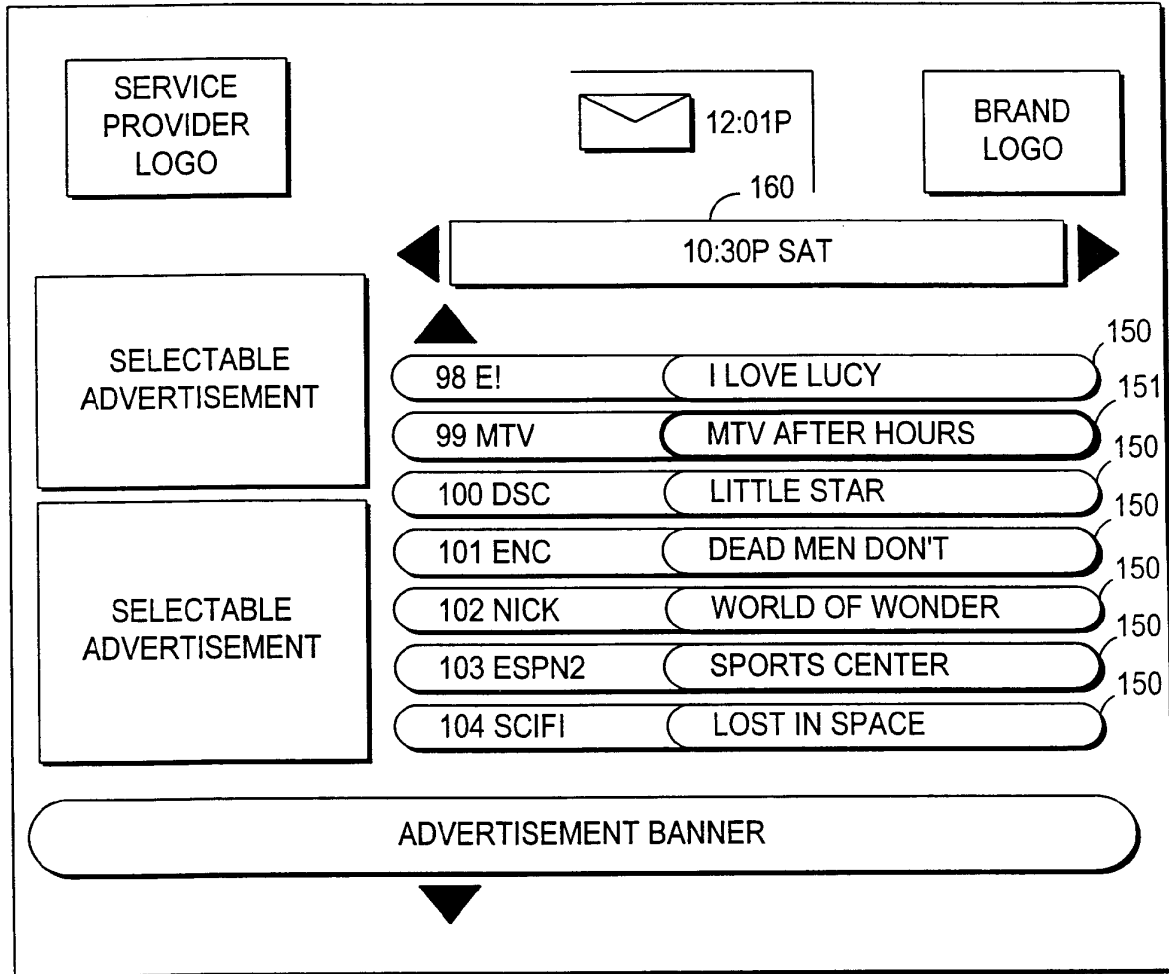 SERVICE
PROVIDER
LOGO
12:01P
BRAND
LOGO
160
10:30P SAT
SELECTABLE
ADVERTISEMENT
98 E! I LOVE LUCY 150
99 MTV MTV AFTER HOURS 151
100 DSC LITTLE STAR 150
101 ENC DEAD MEN DON'T 150
102 NICK WORLD OF WONDER 150
103 ESPN2 SPORTS CENTER 150
104 SCIFI LOST IN SPACE 150
SELECTABLE
ADVERTISEMENT
ADVERTISEMENT BANNER